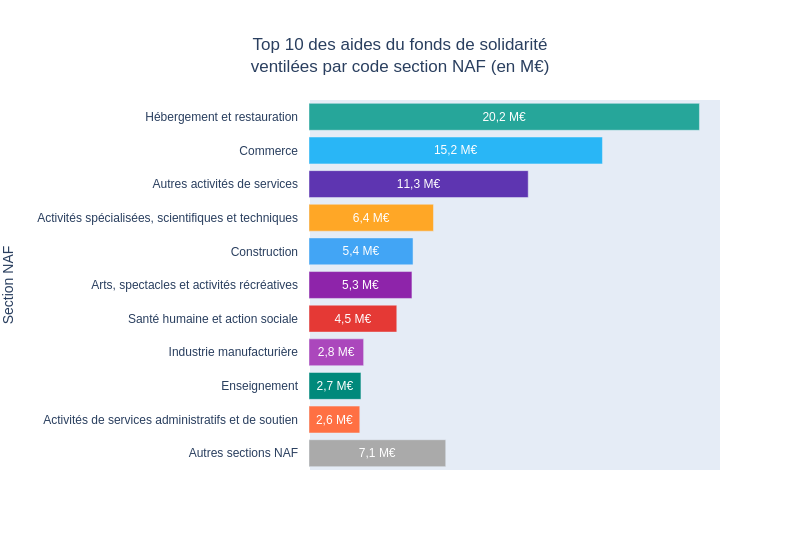 Top 10 des aides du fonds de solidarité
ventilées par code section NAF (en M€)
Section NAF
Hébergement et restauration 20,2 M€
Commerce 15,2 M€
Autres activités de services 11,3 M€
Activités spécialisées, scientifiques et techniques 6,4 M€
Construction 5,4 M€
Arts, spectacles et activités récréatives 5,3 M€
Santé humaine et action sociale 4,5 M€
Industrie manufacturière 2,8 M€
Enseignement 2,7 M€
Activités de services administratifs et de soutien 2,6 M€
Autres sections NAF 7,1 M€